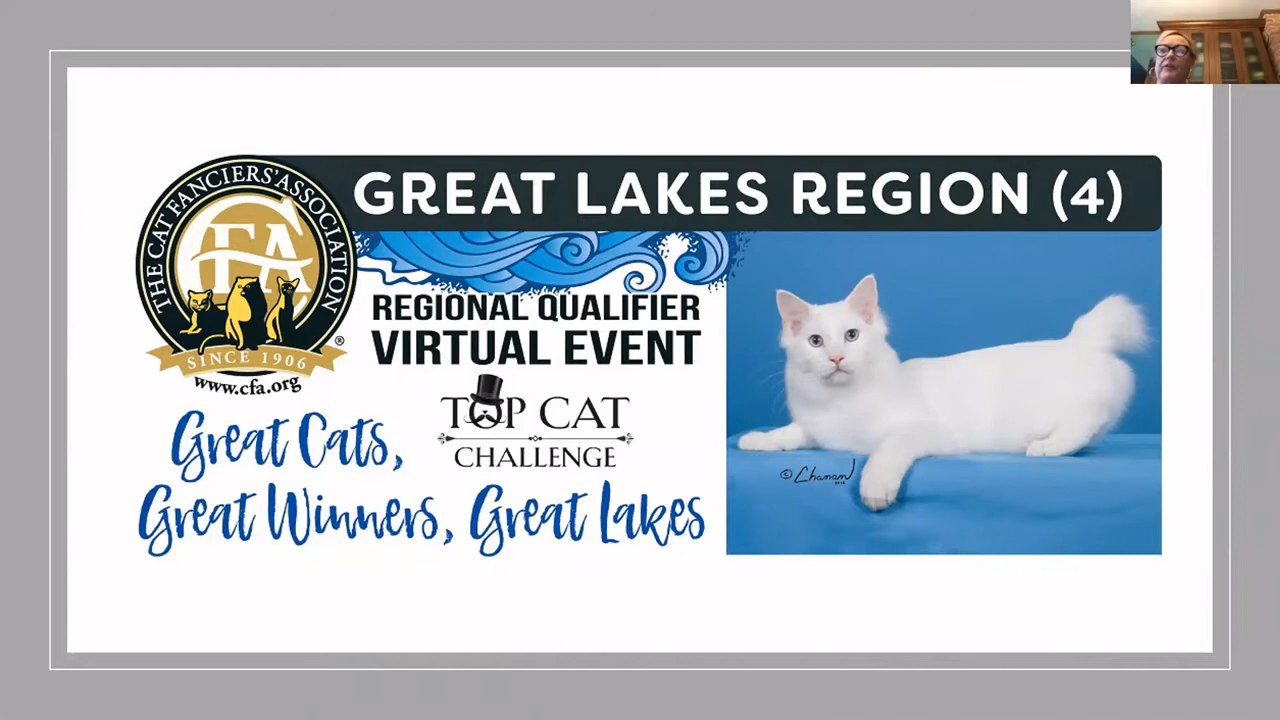 GREAT LAKES REGION (4)
THE CAT FANCIERS' ASSOCIATION
CFA
SINCE 1906
®
www.cfa.org
REGIONAL QUALIFIER
VIRTUAL EVENT
TOP CAT
CHALLENGE
Great Cats,
Great Winners, Great Lakes
© Chanan